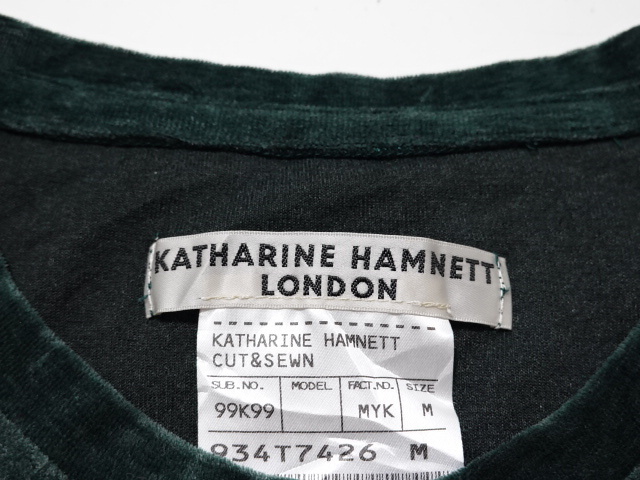 KATHARINE HAMNETT
LONDON
KATHARINE HAMNETT
CUT&SEWN
SUB.NO. MODEL FACT.NO. SIZE
99K99 MYK M
934T7426 M